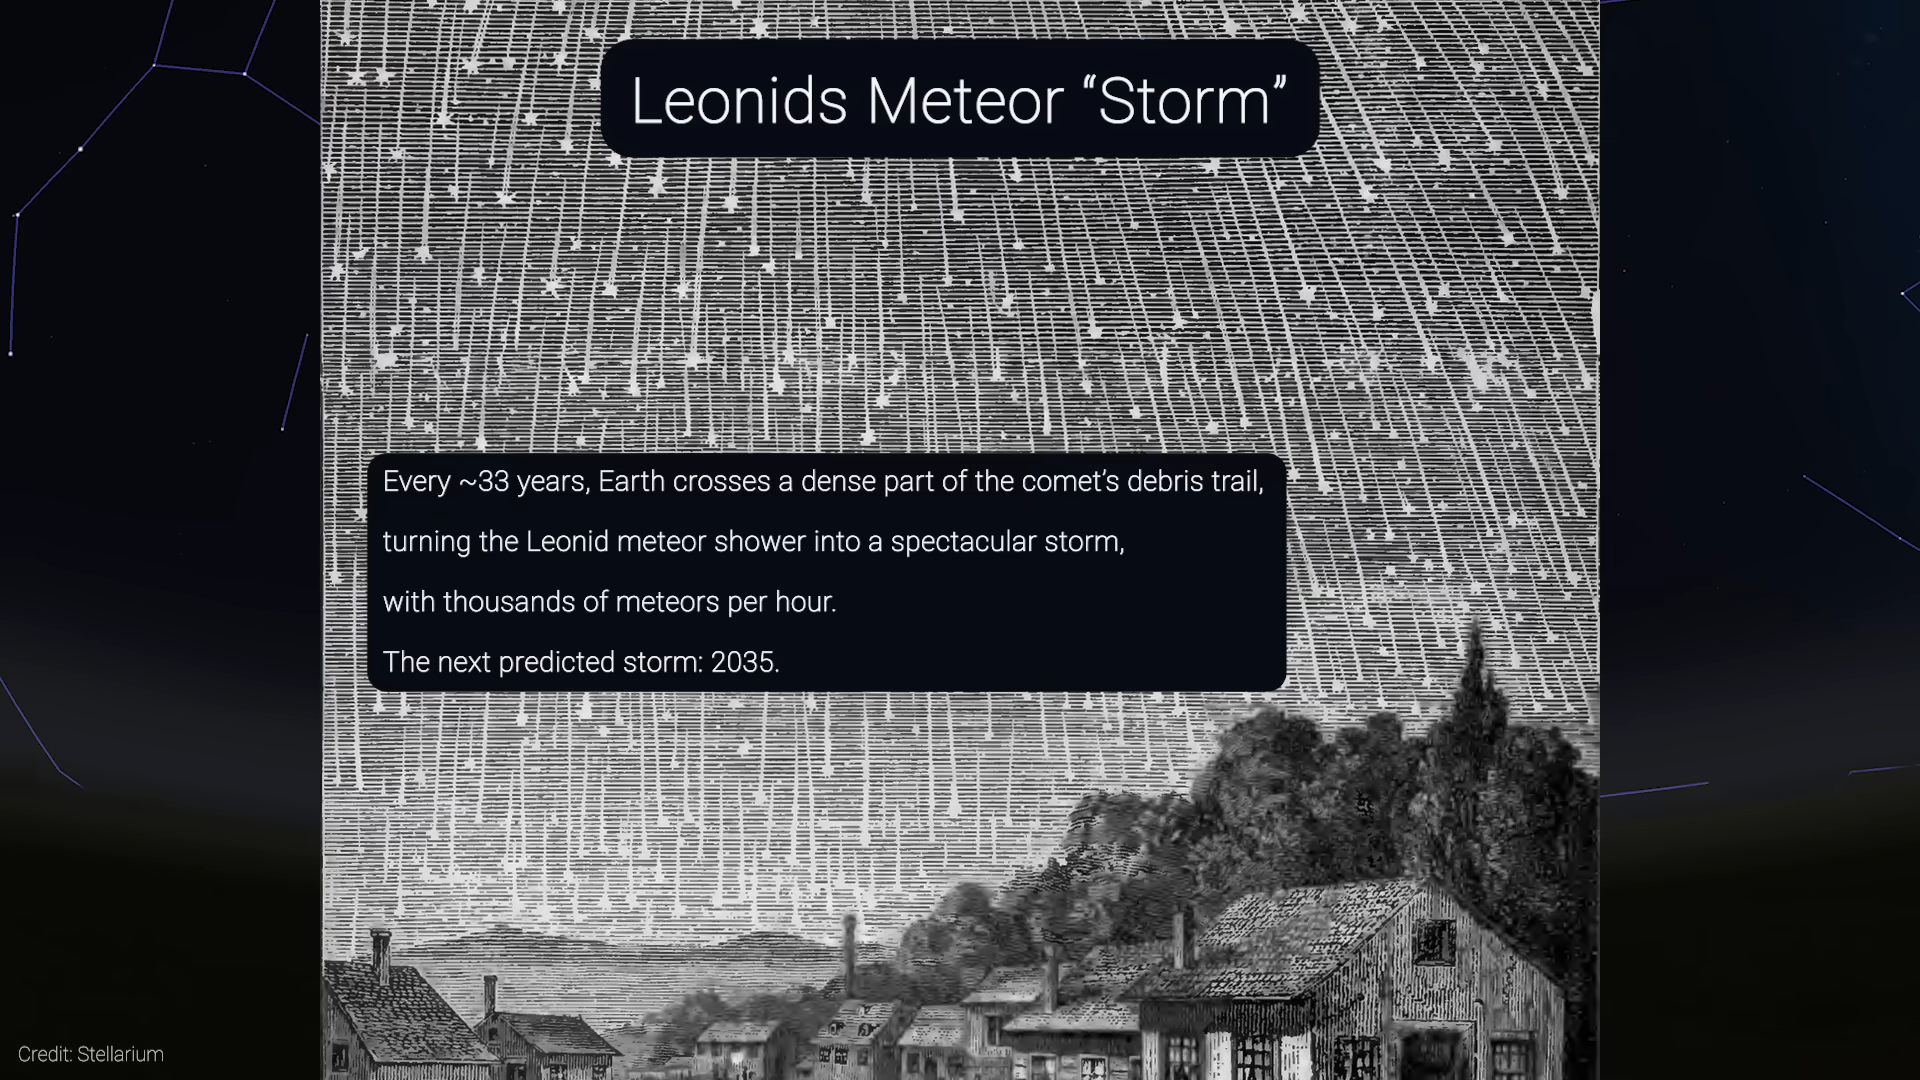 Leonids Meteor “Storm”
Every ~33 years, Earth crosses a dense part of the comet’s debris trail,
turning the Leonid meteor shower into a spectacular storm,
with thousands of meteors per hour.
The next predicted storm: 2035.
Credit: Stellarium